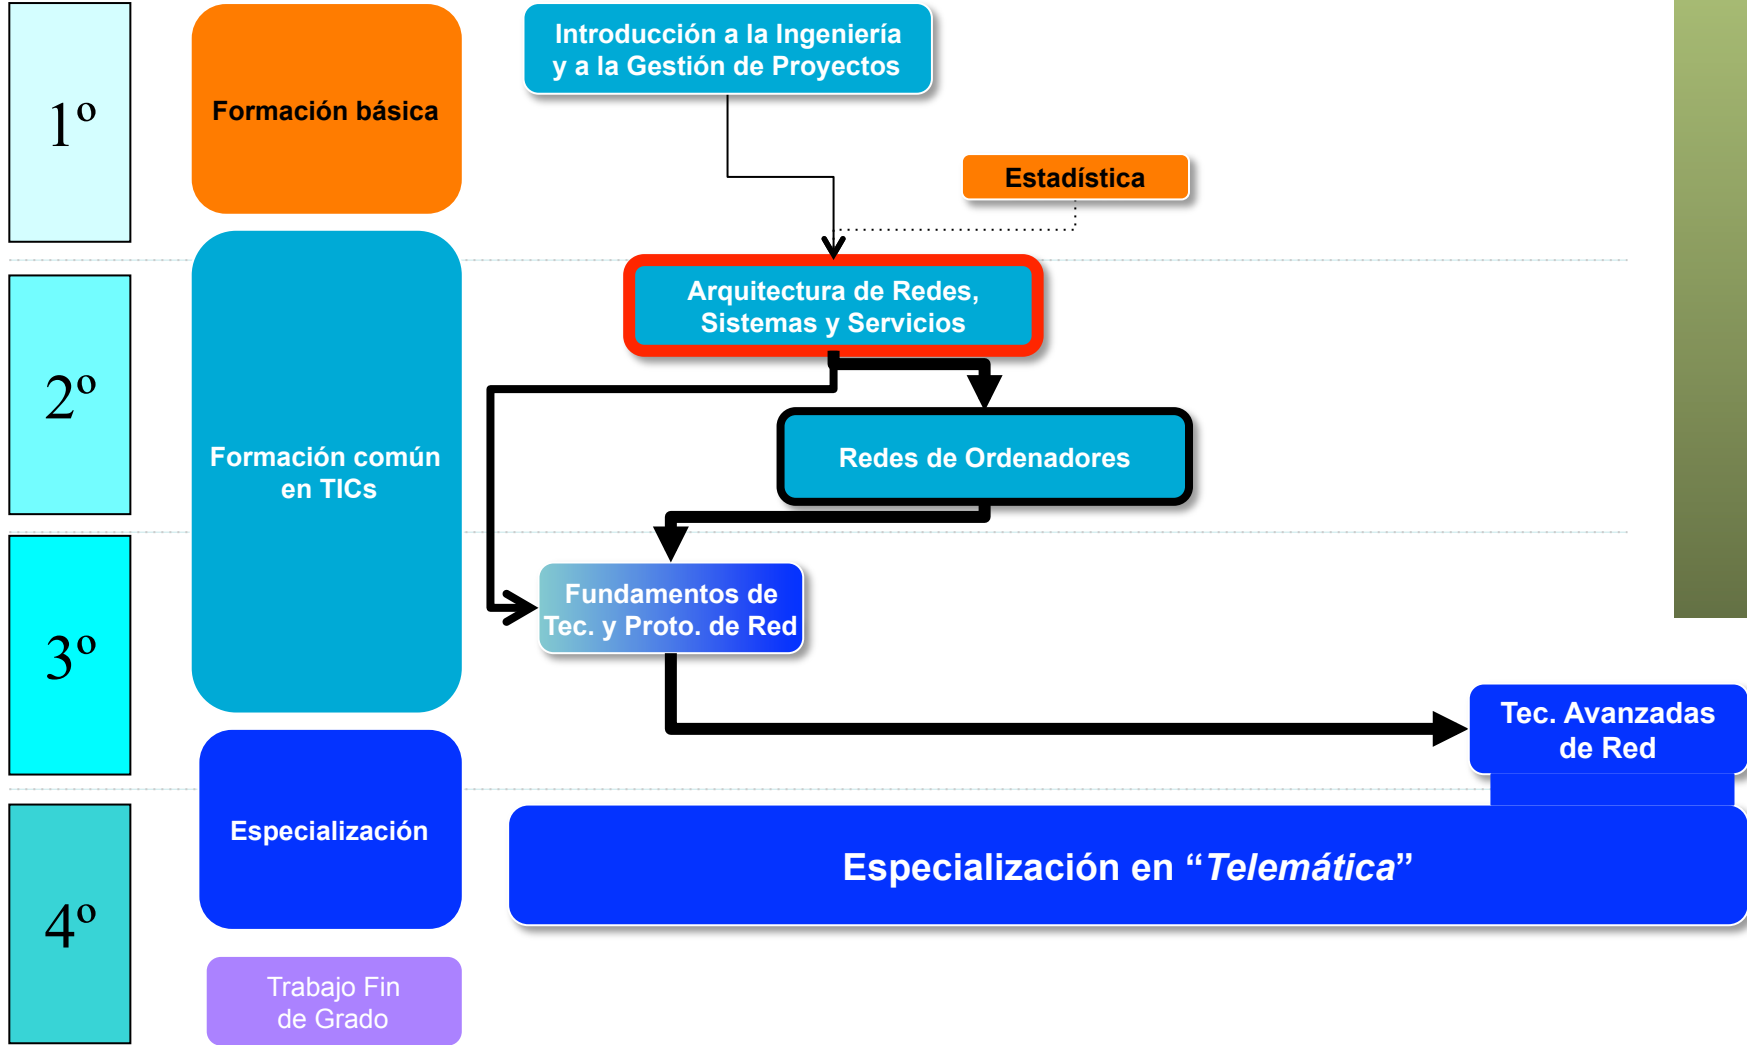 1º
Formación básica
Introducción a la Ingeniería
y a la Gestión de Proyectos
Estadística
2º
Formación común
en TICs
Arquitectura de Redes,
Sistemas y Servicios
Redes de Ordenadores
3º
Fundamentos de
Tec. y Proto. de Red
Tec. Avanzadas
de Red
4º
Especialización
Especialización en “Telemática”
Trabajo Fin
de Grado